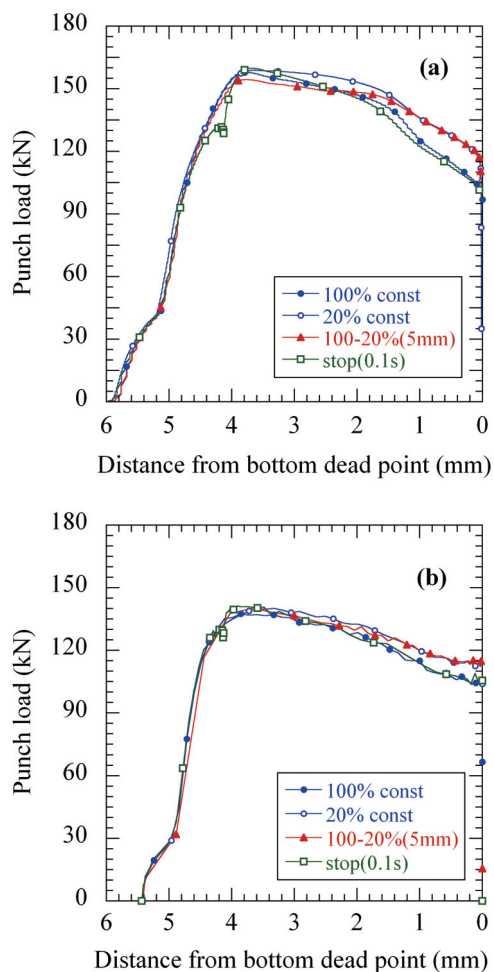 180
150
120
90
60
30
0
Punch load (kN)
(a)
100% const
20% const
100-20%(5mm)
stop(0.1s)
6 5 4 3 2 1 0
Distance from bottom dead point (mm)
180
150
120
90
60
30
0
Punch load (kN)
(b)
100% const
20% const
100-20%(5mm)
stop(0.1s)
6 5 4 3 2 1 0
Distance from bottom dead point (mm)